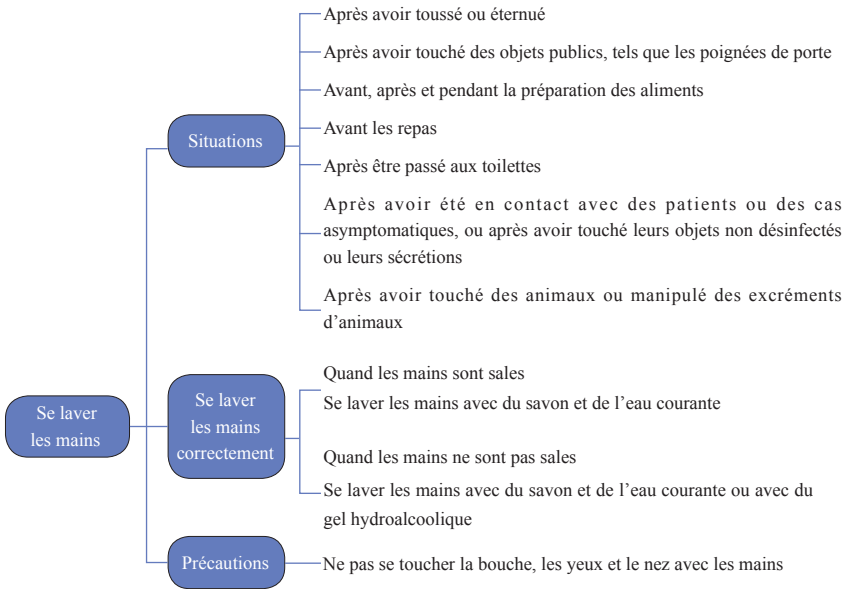 Se laver
les mains
Situations
Après avoir toussé ou éternué
Après avoir touché des objets publics, tels que les poignées de porte
Avant, après et pendant la préparation des aliments
Avant les repas
Après être passé aux toilettes
Après avoir été en contact avec des patients ou des cas
asymptomatiques, ou après avoir touché leurs objets non désinfectés
ou leurs sécrétions
Après avoir touché des animaux ou manipulé des excréments
d’animaux
Se laver
les mains
correctement
Quand les mains sont sales
Se laver les mains avec du savon et de l’eau courante
Quand les mains ne sont pas sales
Se laver les mains avec du savon et de l’eau courante ou avec du
gel hydroalcoolique
Précautions
Ne pas se toucher la bouche, les yeux et le nez avec les mains